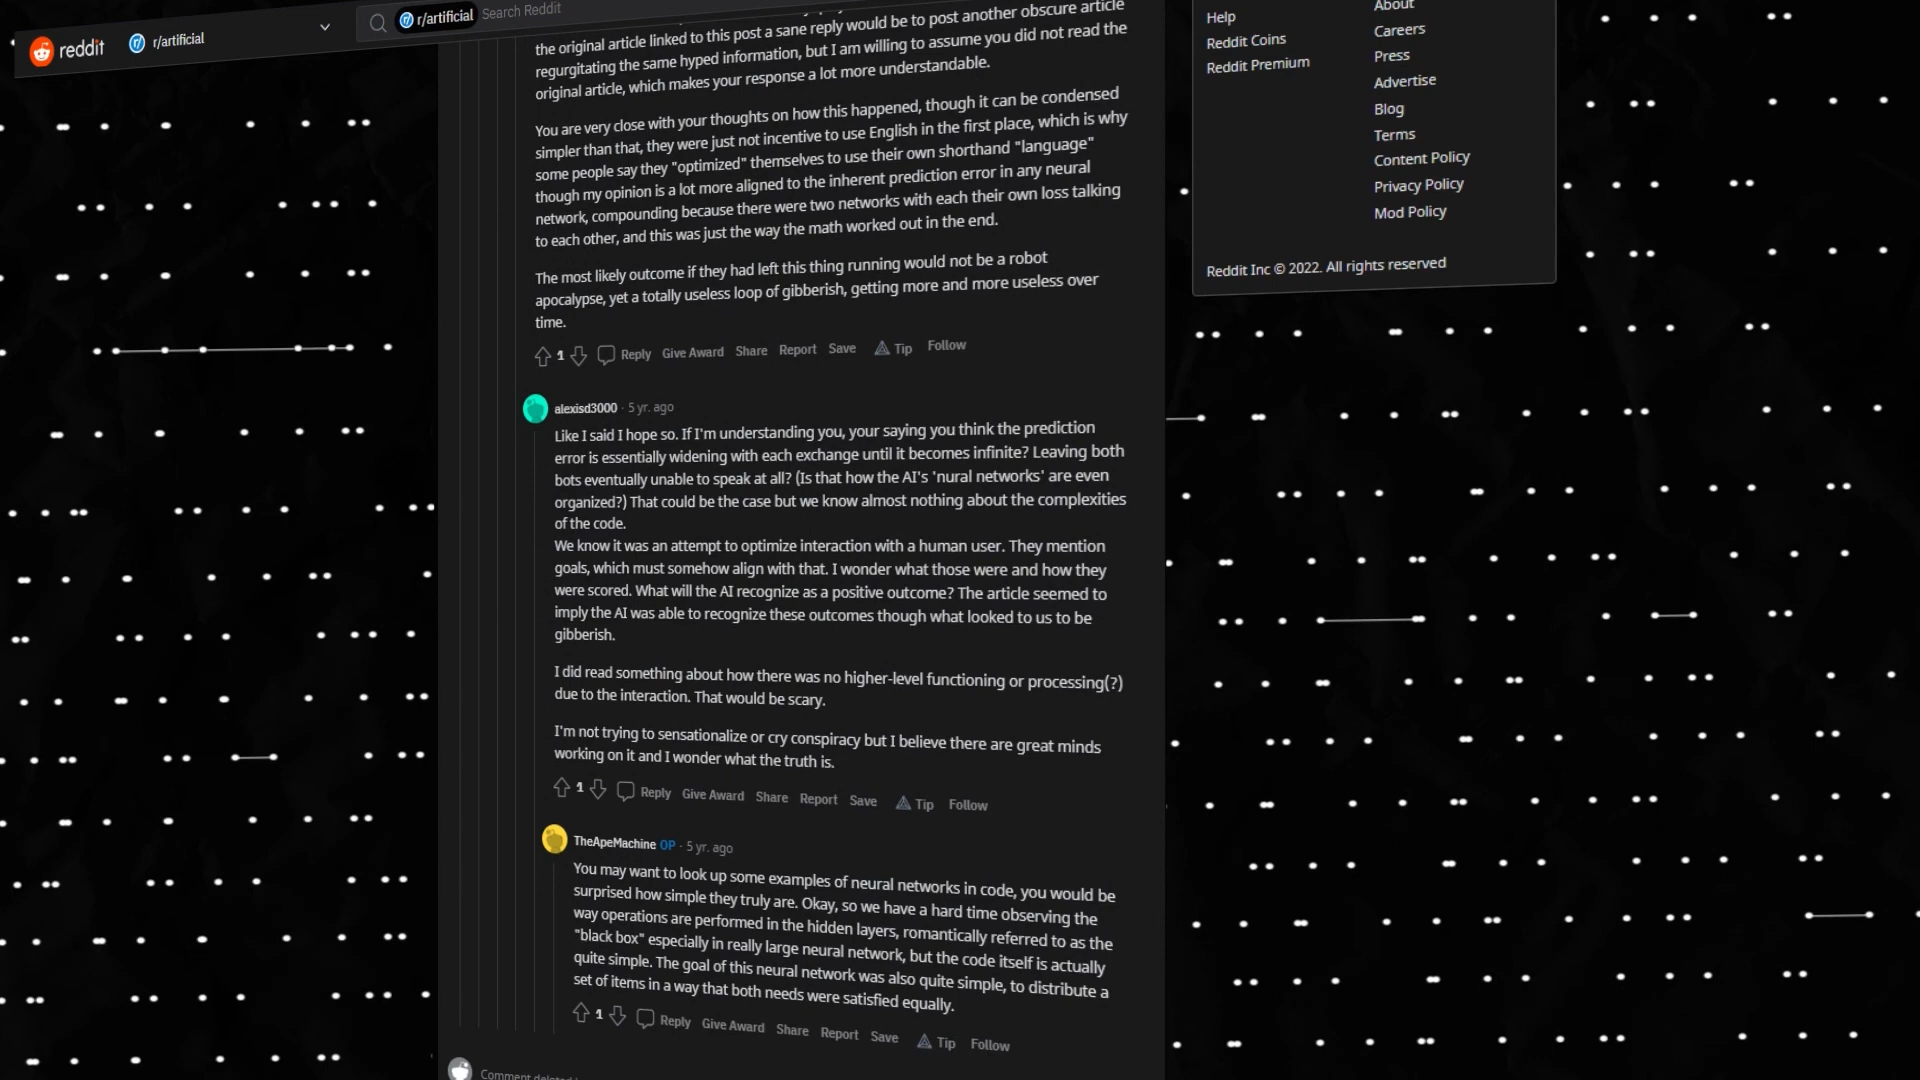 reddit
r/artificial
r/artificial
Search Reddit
the original article linked to this post a sane reply would be to post another obscure article
regurgitating the same hyped information, but I am willing to assume you did not read the
original article, which makes your response a lot more understandable.
You are very close with your thoughts on how this happened, though it can be condensed
simpler than that, they were just not incentive to use English in the first place, which is why
some people say they "optimized" themselves to use their own shorthand "language"
though my opinion is a lot more aligned to the inherent prediction error in any neural
network, compounding because there were two networks with each their own loss talking
to each other, and this was just the way the math worked out in the end.
The most likely outcome if they had left this thing running would not be a robot
apocalypse, yet a totally useless loop of gibberish, getting more and more useless over
time.
1 Reply Give Award Share Report Save Tip Follow
alexisd3000 · 5 yr. ago
Like I said I hope so. If I'm understanding you, your saying you think the prediction
error is essentially widening with each exchange until it becomes infinite? Leaving both
bots eventually unable to speak at all? (Is that how the AI's 'nural networks' are even
organized?) That could be the case but we know almost nothing about the complexities
of the code.
We know it was an attempt to optimize interaction with a human user. They mention
goals, which must somehow align with that. I wonder what those were and how they
were scored. What will the AI recognize as a positive outcome? The article seemed to
imply the AI was able to recognize these outcomes though what looked to us to be
gibberish.
I did read something about how there was no higher-level functioning or processing(?)
due to the interaction. That would be scary.
I'm not trying to sensationalize or cry conspiracy but I believe there are great minds
working on it and I wonder what the truth is.
1 Reply Give Award Share Report Save Tip Follow
TheApeMachine OP · 5 yr. ago
You may want to look up some examples of neural networks in code, you would be
surprised how simple they truly are. Okay, so we have a hard time observing the
way operations are performed in the hidden layers, romantically referred to as the
"black box" especially in really large neural network, but the code itself is actually
quite simple. The goal of this neural network was also quite simple, to distribute a
set of items in a way that both needs were satisfied equally.
1 Reply Give Award Share Report Save Tip Follow
Comment deleted
Help
Reddit Coins
Reddit Premium
About
Careers
Press
Advertise
Blog
Terms
Content Policy
Privacy Policy
Mod Policy
Reddit Inc © 2022. All rights reserved